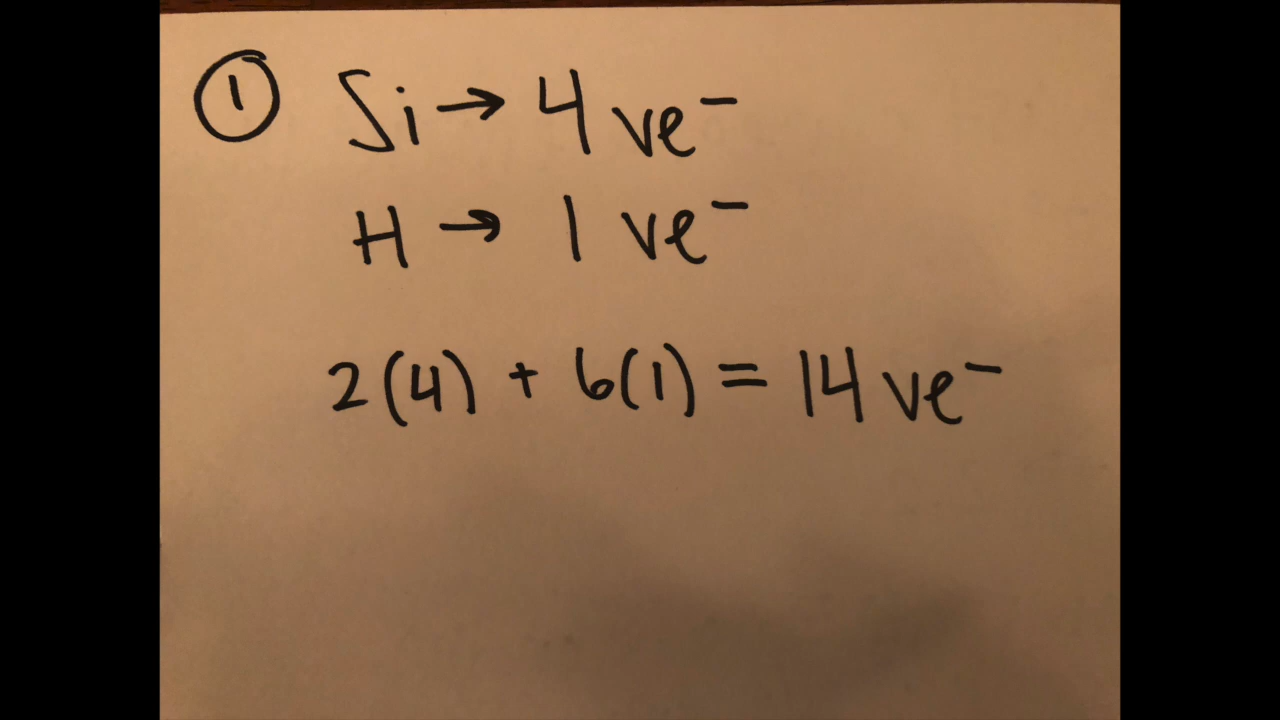 ① Si → 4 ve⁻
H → 1 ve⁻
2(4) + 6(1) = 14 ve⁻